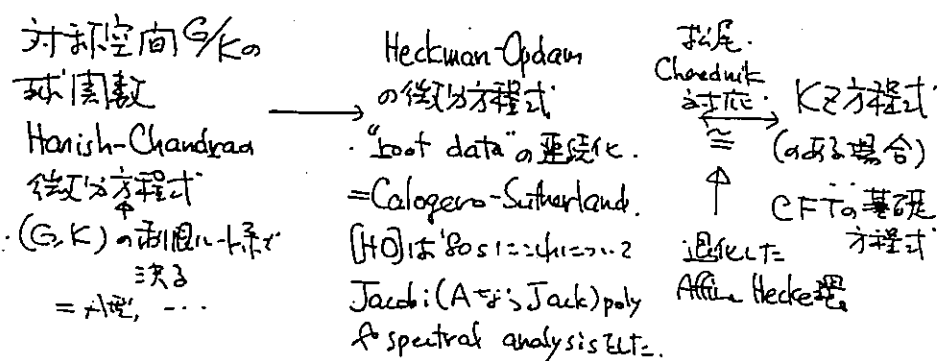 対称空間 G/Kの
球函数
Harish-Chandraの
微分方程式
↑
(G, K) の制限ルート系で
決る
= A型, …
→
Heckman-Opdam
の微分方程式
・"root data"の連続化.
=Calogero-Sutherland.
[HO]は'80sにこれについて
Jacobi (AならJack) poly
& spectral analysisをした.
松尾.
Cherednik
対応.
↔
≅
↑
退化した
Affine Hecke環
KZ方程式
(のある場合)
CFTの基礎
方程式